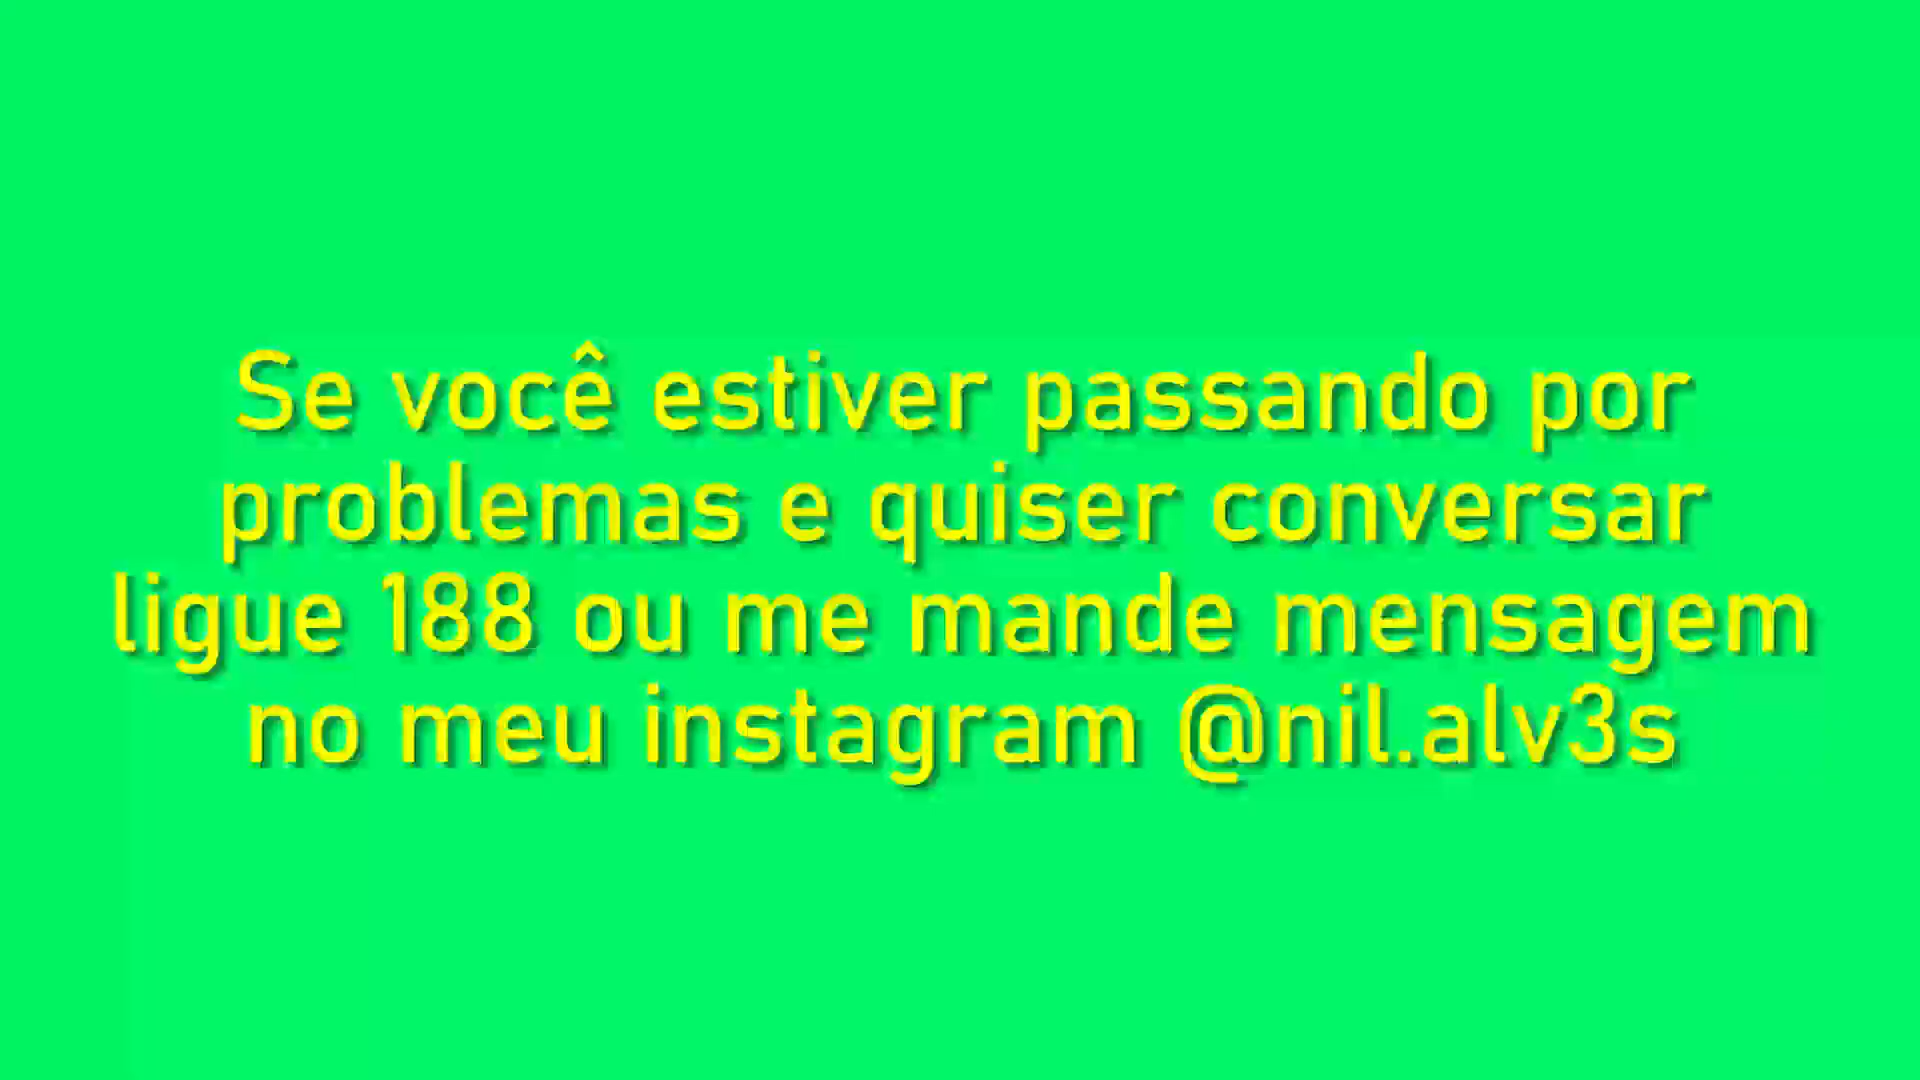 Se você estiver passando por
problemas e quiser conversar
ligue 188 ou me mande mensagem
no meu instagram @nil.alv3s